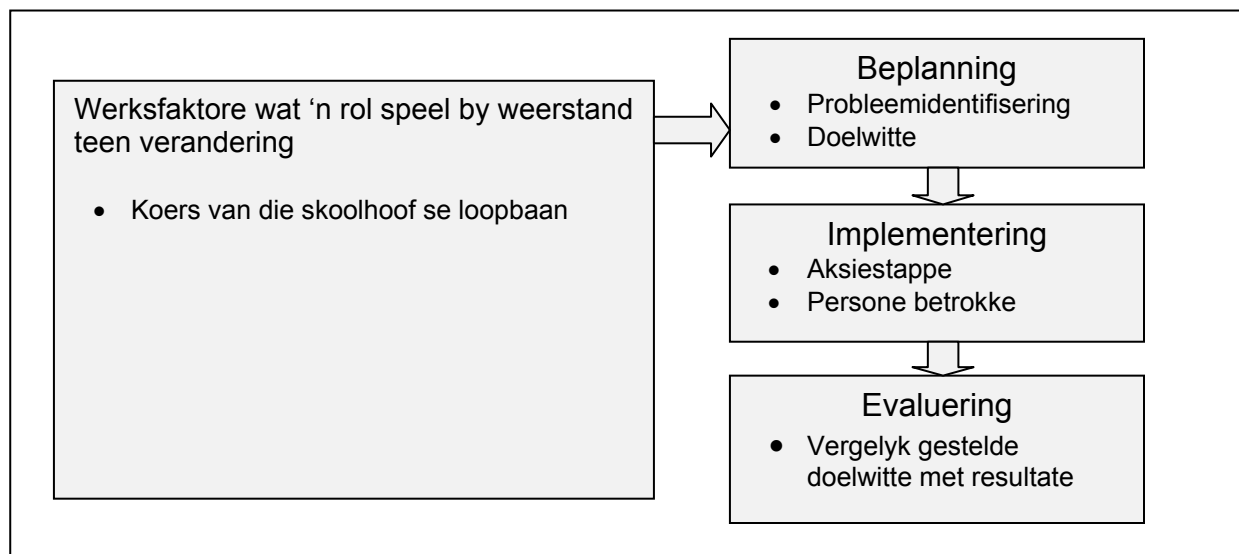 Werksfaktore wat ‘n rol speel by weerstand
teen verandering
• Koers van die skoolhoof se loopbaan
Beplanning
• Probleemidentifisering
• Doelwitte
Implementering
• Aksiestappe
• Persone betrokke
Evaluering
• Vergelyk gestelde
doelwitte met resultate